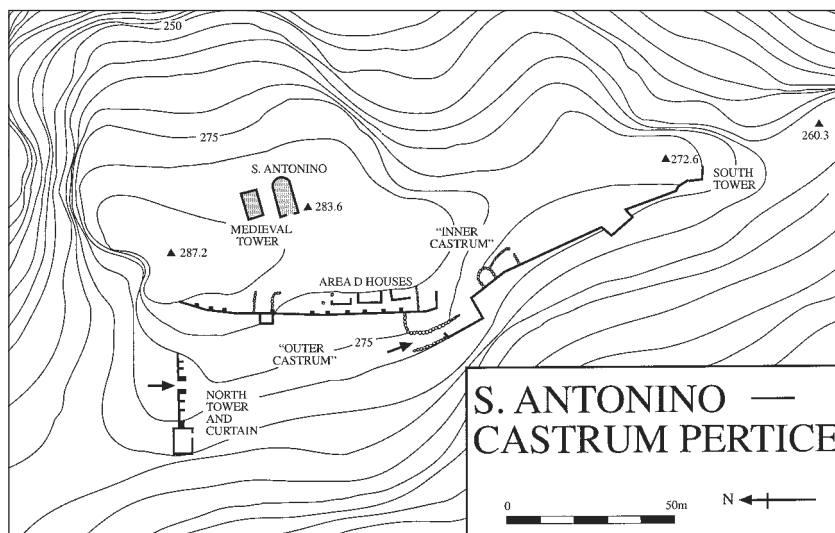 250
260.3
275
S. ANTONINO
272.6
SOUTH
TOWER
283.6
MEDIEVAL
TOWER
"INNER
CASTRUM"
287.2
AREA D HOUSES
275
"OUTER
CASTRUM"
NORTH
TOWER
AND
CURTAIN
S. ANTONINO —
CASTRUM PERTICE
0 50m
N